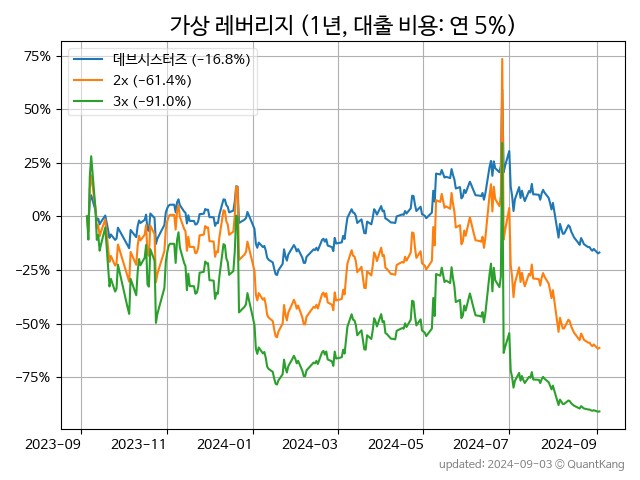 가상 레버리지 (1년, 대출 비용: 연 5%)
데브시스터즈 (−16.8%)
2x (−61.4%)
3x (−91.0%)
75%
50%
25%
0%
−25%
−50%
−75%
2023-09 2023-11 2024-01 2024-03 2024-05 2024-07 2024-09
updated: 2024-09-03 ⓒ QuantKang